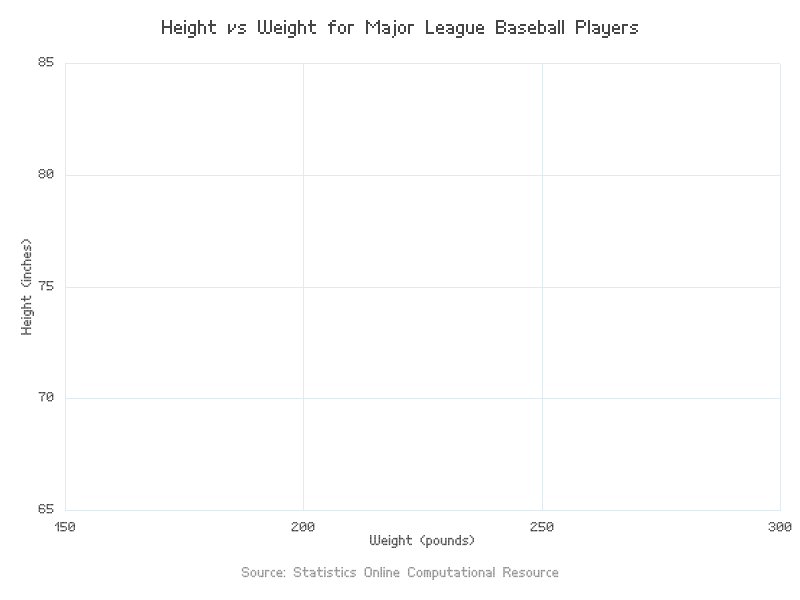 Height vs Weight for Major League Baseball Players
85
80
75
70
65
Height (inches)
150
200
250
300
Weight (pounds)
Source: Statistics Online Computational Resource